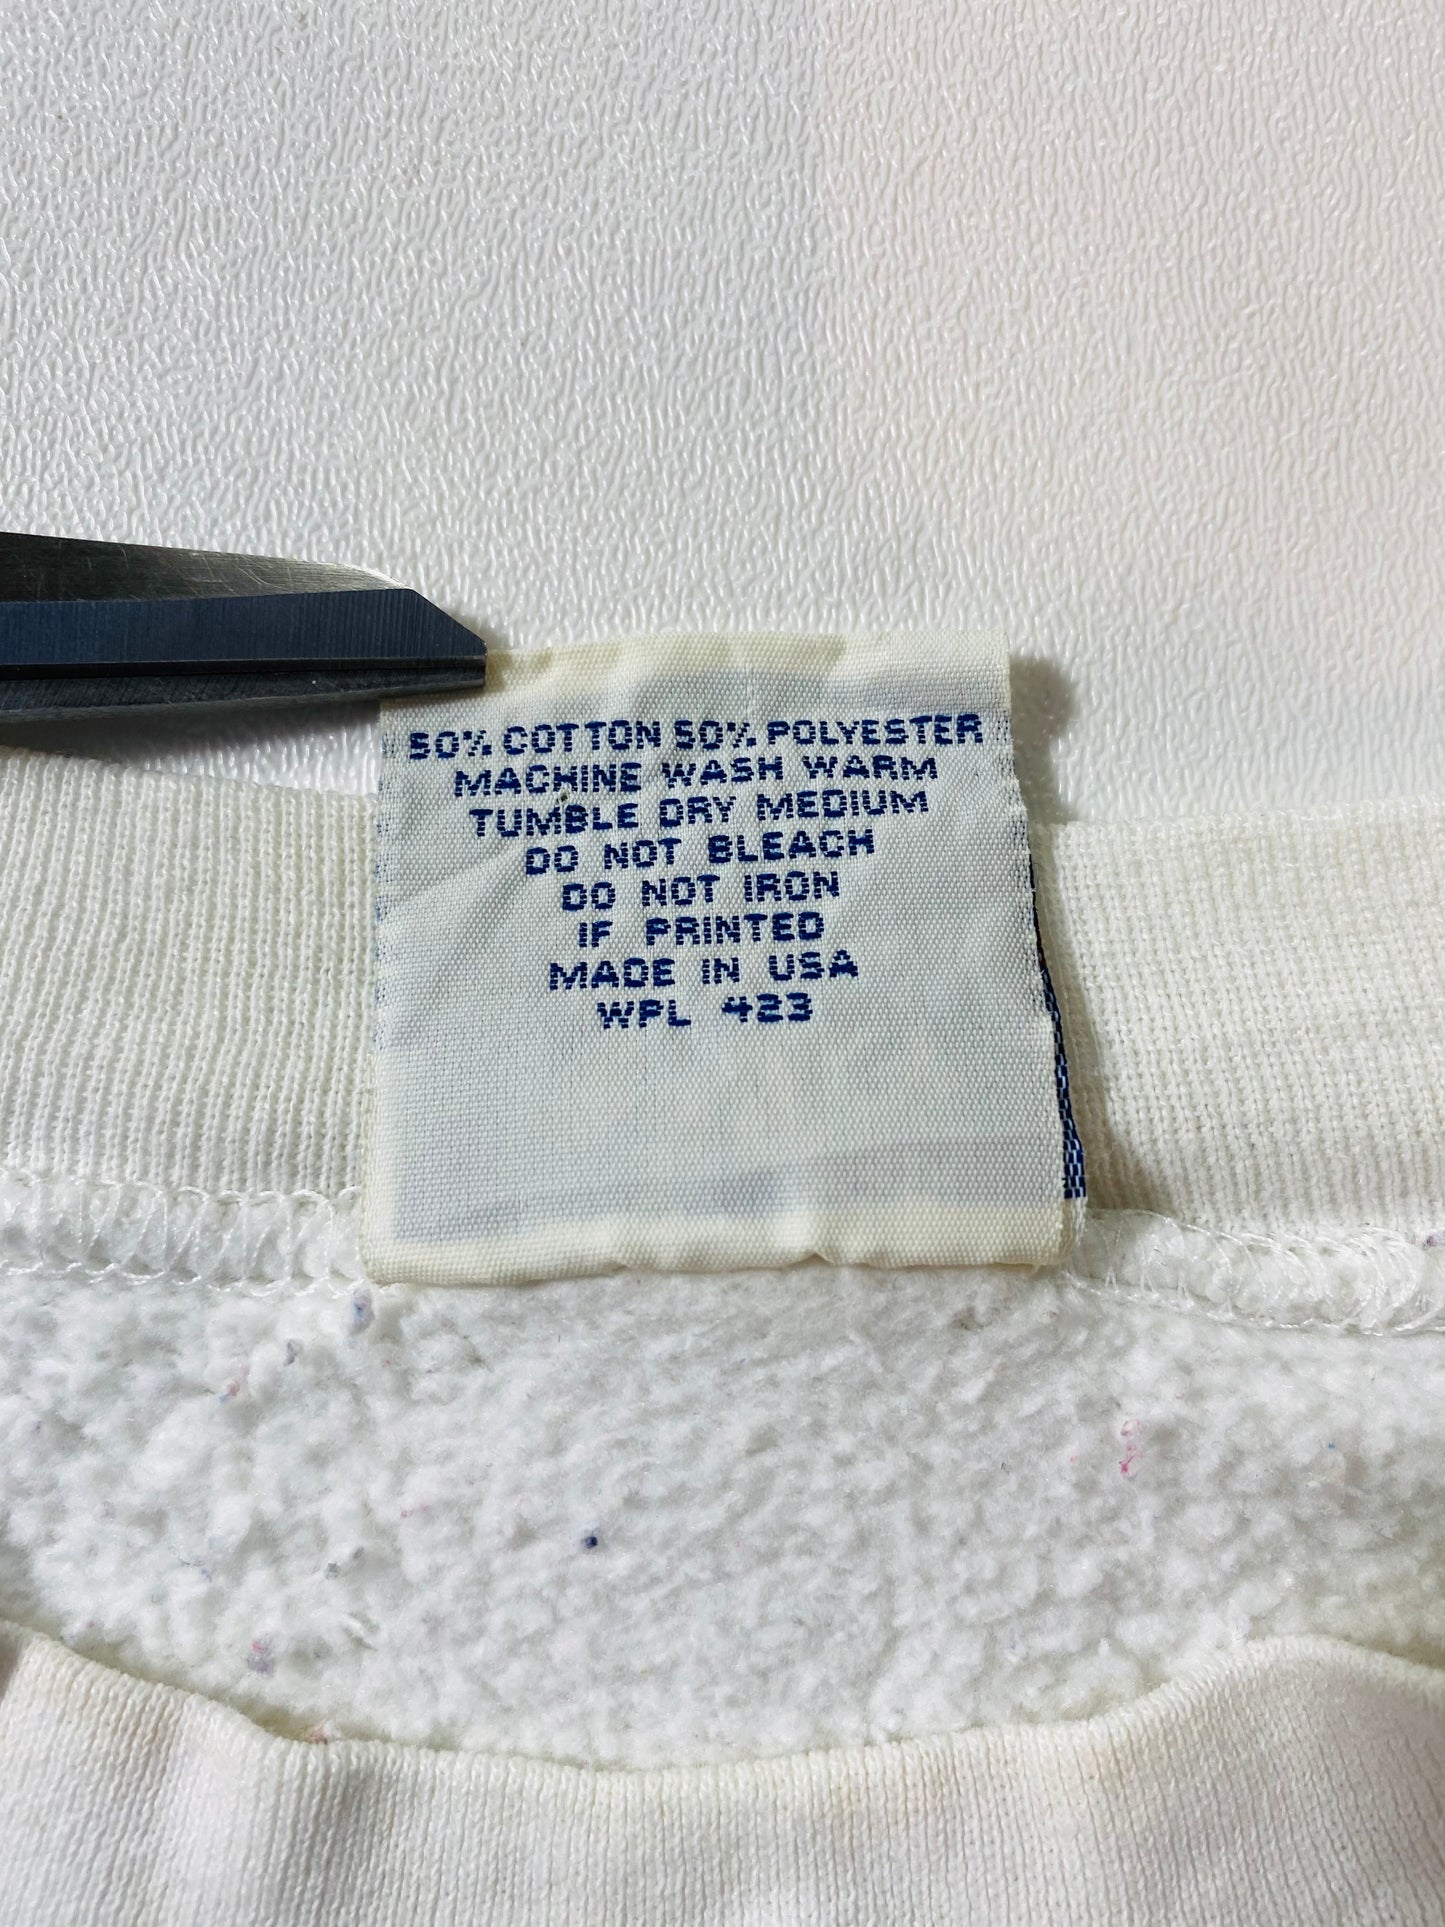 50% COTTON 50% POLYESTER
MACHINE WASH WARM
TUMBLE DRY MEDIUM
DO NOT BLEACH
DO NOT IRON
IF PRINTED
MADE IN USA
WPL 423